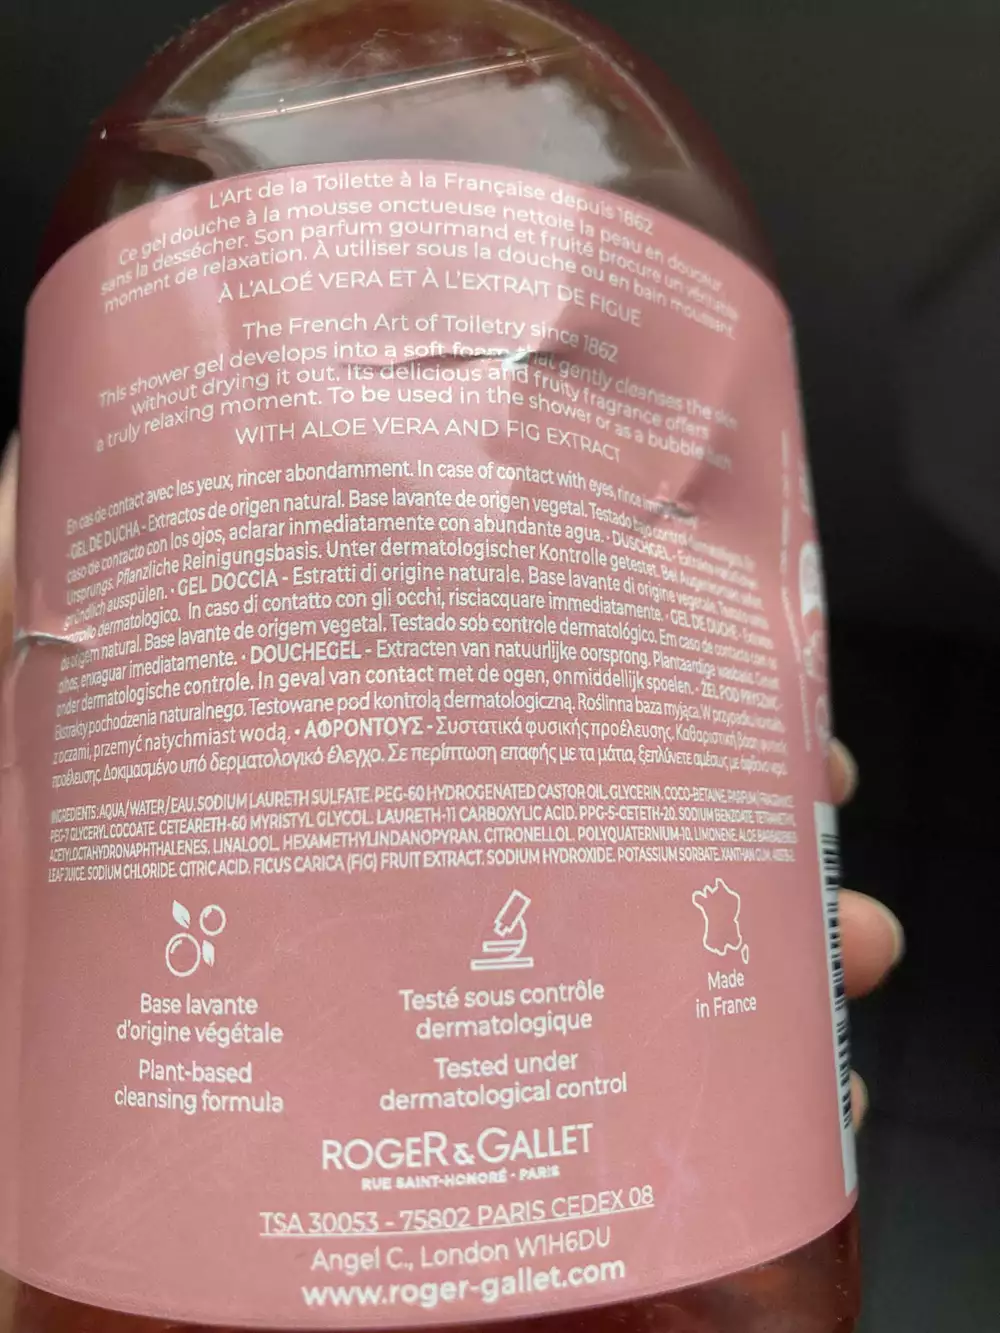 L'Art de la Toilette à la Française depuis 1862
Ce gel douche à la mousse onctueuse nettoie la peau en douceur
sans la dessécher. Son parfum gourmand et fruité procure un véritable
moment de relaxation. À utiliser sous la douche ou en bain moussant.
À L'ALOÉ VERA ET À L'EXTRAIT DE FIGUE
The French Art of Toiletry since 1862
This shower gel develops into a soft foam that gently cleanses the skin
without drying it out. Its delicious and fruity fragrance offers
a truly relaxing moment. To be used in the shower or as a bubble bath.
WITH ALOE VERA AND FIG EXTRACT
En cas de contact avec les yeux, rincer abondamment. In case of contact with eyes, rinse
• GEL DE DUCHA - Extractos de origen natural. Base lavante de origen vegetal. Testado bajo control dermatológico. En
caso de contacto con los ojos, aclarar inmediatamente con abundante agua. • DUSCHGEL - Extrakte natürlichen
Ursprungs. Pflanzliche Reinigungsbasis. Unter dermatologischer Kontrolle getestet. Bei Augenkontakt sofort
gründlich ausspülen. • GEL DOCCIA - Estratti di origine naturale. Base lavante di origine vegetale. Testato sotto
controllo dermatologico. In caso di contatto con gli occhi, risciacquare immediatamente. • GEL DE DUCHE -
de origem natural. Base lavante de origem vegetal. Testado sob controle dermatológico. Em caso de contacto com os
olhos, enxaguar imediatamente. • DOUCHEGEL - Extracten van natuurlijke oorsprong. Plantaardige wasbasis. Getest
onder dermatologische controle. In geval van contact met de ogen, onmiddellijk spoelen. • ŻEL POD PRYSZNIC -
Ekstrakty pochodzenia naturalnego. Testowane pod kontrolą dermatologiczną. Roślinna baza myjąca. W przypadku kontaktu
z oczami, przemyć natychmiast wodą. • ΑΦΡΟΝΤΟΥΣ - Συστατικά φυσικής προέλευσης. Καθαριστική βάση φυτικής
προέλευσης. Δοκιμασμένο υπό δερματολογικό έλεγχο. Σε περίπτωση επαφής με τα μάτια, ξεπλύνετε αμέσως με άφθονο νερό.
INGREDIENTS: AQUA/WATER/EAU. SODIUM LAURETH SULFATE. PEG-60 HYDROGENATED CASTOR OIL. GLYCERIN. COCO-BETAINE. PARFUM/FRAGRANCE.
PEG-7 GLYCERYL COCOATE. CETEARETH-60 MYRISTYL GLYCOL. LAURETH-11 CARBOXYLIC ACID. PPG-5-CETETH-20. SODIUM BENZOATE. TETRAMETHYL
ACETYLOCTAHYDRONAPHTHALENES. LINALOOL. HEXAMETHYLINDANOPYRAN. CITRONELLOL. POLYQUATERNIUM-10. LIMONENE. ALOE BARBADENSIS
LEAF JUICE. SODIUM CHLORIDE. CITRIC ACID. FICUS CARICA (FIG) FRUIT EXTRACT. SODIUM HYDROXIDE. POTASSIUM SORBATE. XANTHAN GUM.
Base lavante
d'origine végétale
Plant-based
cleansing formula
Testé sous contrôle
dermatologique
Tested under
dermatological control
Made
in France
ROGER & GALLET
RUE SAINT-HONORÉ - PARIS
TSA 30053 - 75802 PARIS CEDEX 08
Angel C., London W1H6DU
www.roger-gallet.com